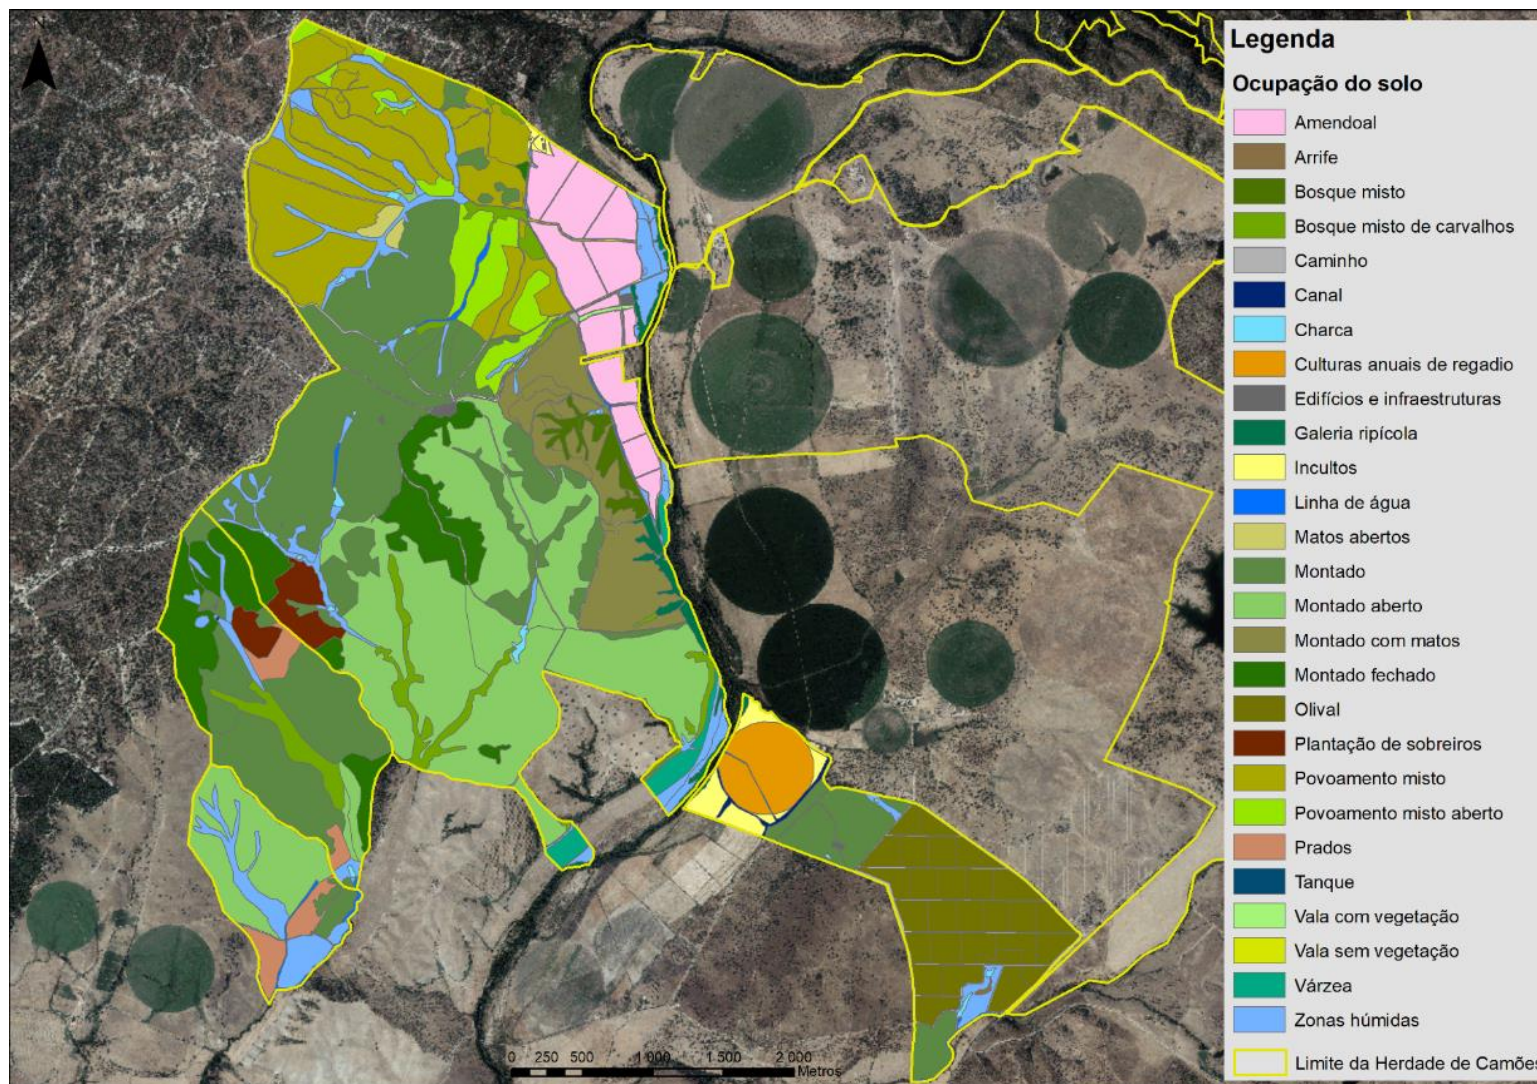 N
Legenda
Ocupação do solo
Amendoal
Arrife
Bosque misto
Bosque misto de carvalhos
Caminho
Canal
Charca
Culturas anuais de regadio
Edifícios e infraestruturas
Galeria ripícola
Incultos
Linha de água
Matos abertos
Montado
Montado aberto
Montado com matos
Montado fechado
Olival
Plantação de sobreiros
Povoamento misto
Povoamento misto aberto
Prados
Tanque
Vala com vegetação
Vala sem vegetação
Várzea
Zonas húmidas
Limite da Herdade de Camões
0 250 500 1 000 1 500 2 000
Metros